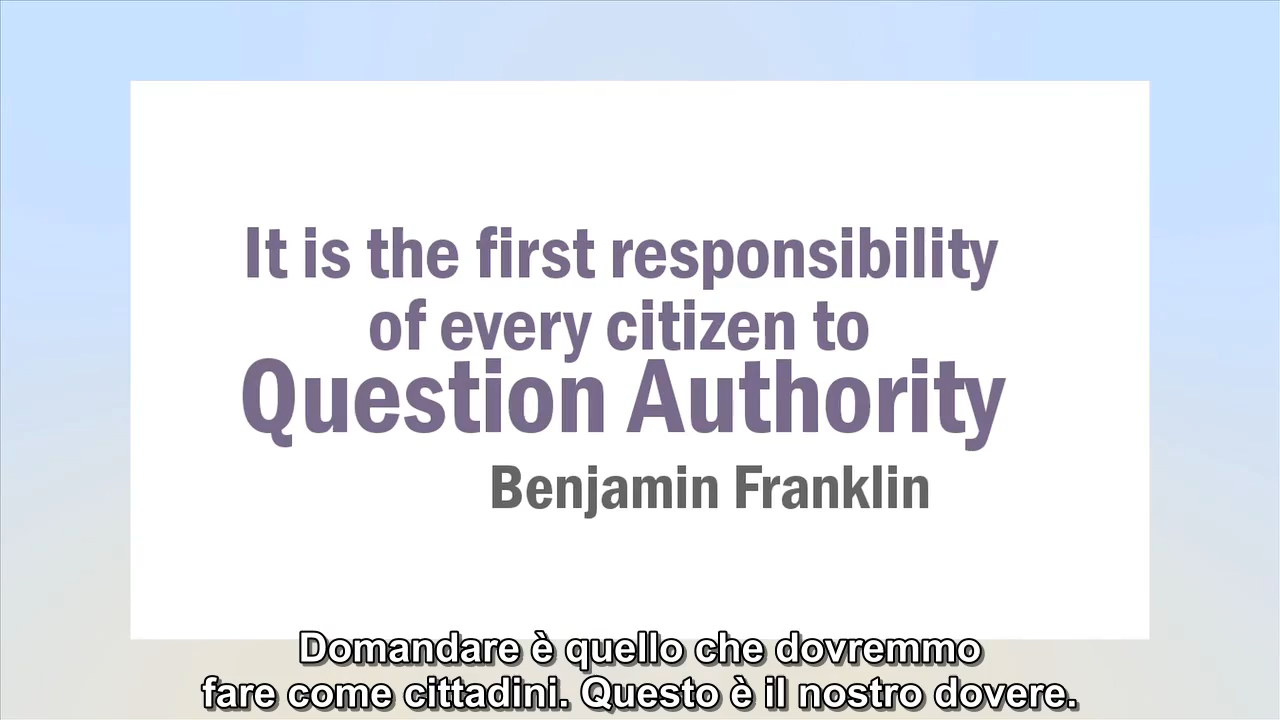 It is the first responsibility
of every citizen to
Question Authority
Benjamin Franklin
Domandare è quello che dovremmo
fare come cittadini. Questo è il nostro dovere.